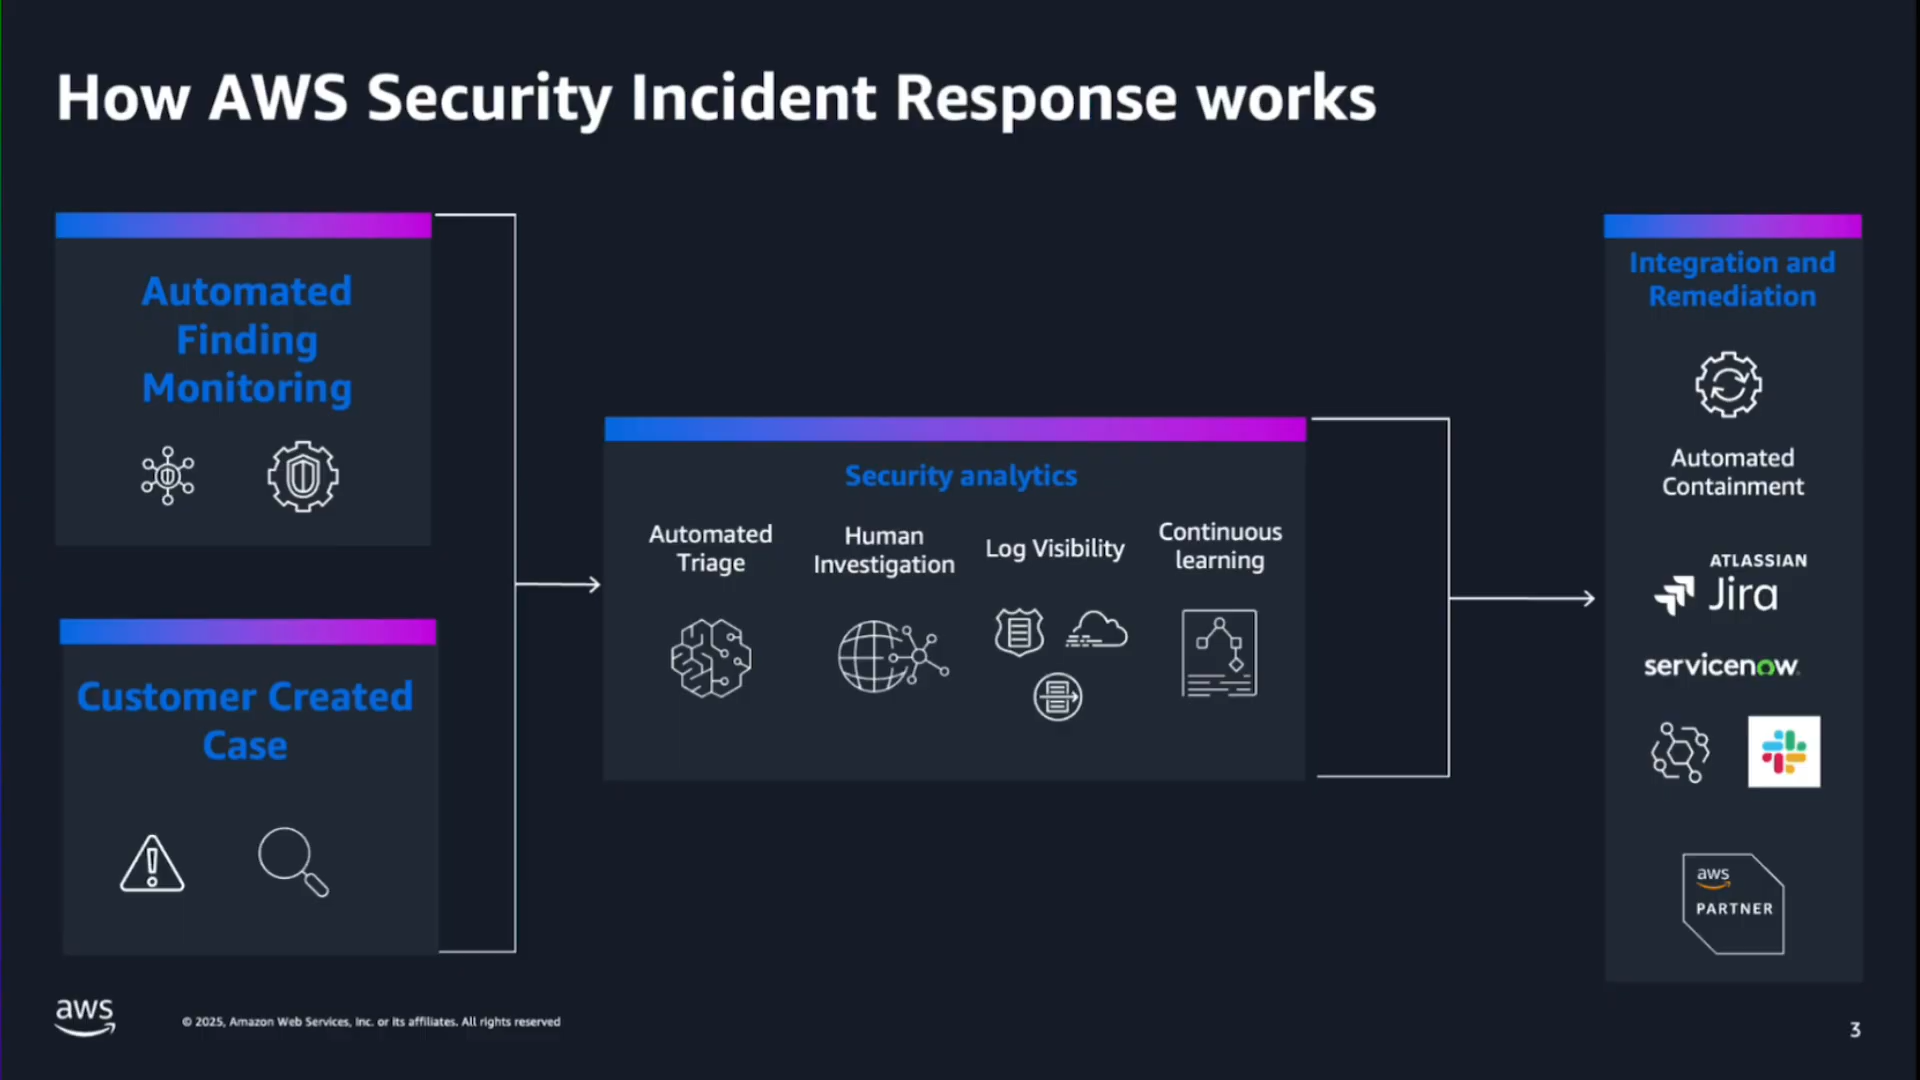 How AWS Security Incident Response works
Automated
Finding
Monitoring
Customer Created
Case
Security analytics
Automated
Triage
Human
Investigation
Log Visibility
Continuous
learning
Integration and
Remediation
Automated
Containment
ATLASSIAN
Jira
servicenow
aws
PARTNER
aws
© 2025, Amazon Web Services, Inc. or its affiliates. All rights reserved
3